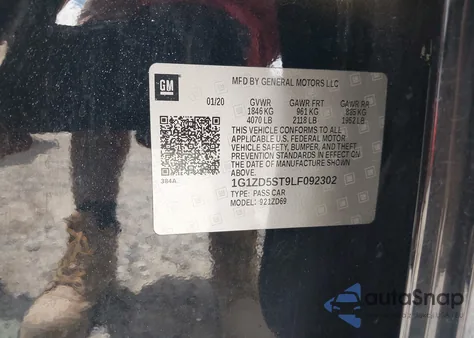 GM
MFD BY GENERAL MOTORS LLC
01/20 GVWR GAWR FRT GAWR RR
1846 KG 961 KG 885 KG
4070 LB 2118 LB 1952 LB
THIS VEHICLE CONFORMS TO ALL
APPLICABLE U.S. FEDERAL MOTOR
VEHICLE SAFETY, BUMPER, AND THEFT
PREVENTION STANDARDS IN EFFECT ON
THE DATE OF MANUFACTURE SHOWN
ABOVE.
384A
1G1ZD5ST9LF092302
TYPE: PASS CAR
MODEL: 921ZD69
autoSnap